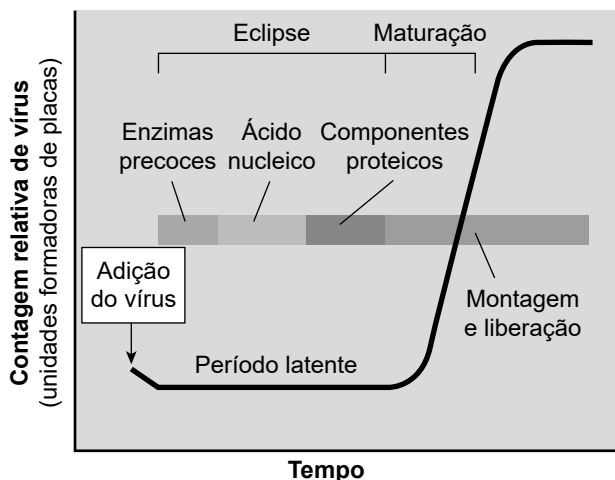 Eclipse
Maturação
Enzimas
precoces
Ácido
nucleico
Componentes
proteicos
Adição
do vírus
Montagem
e liberação
Período latente
Contagem relativa de vírus
(unidades formadoras de placas)
Tempo